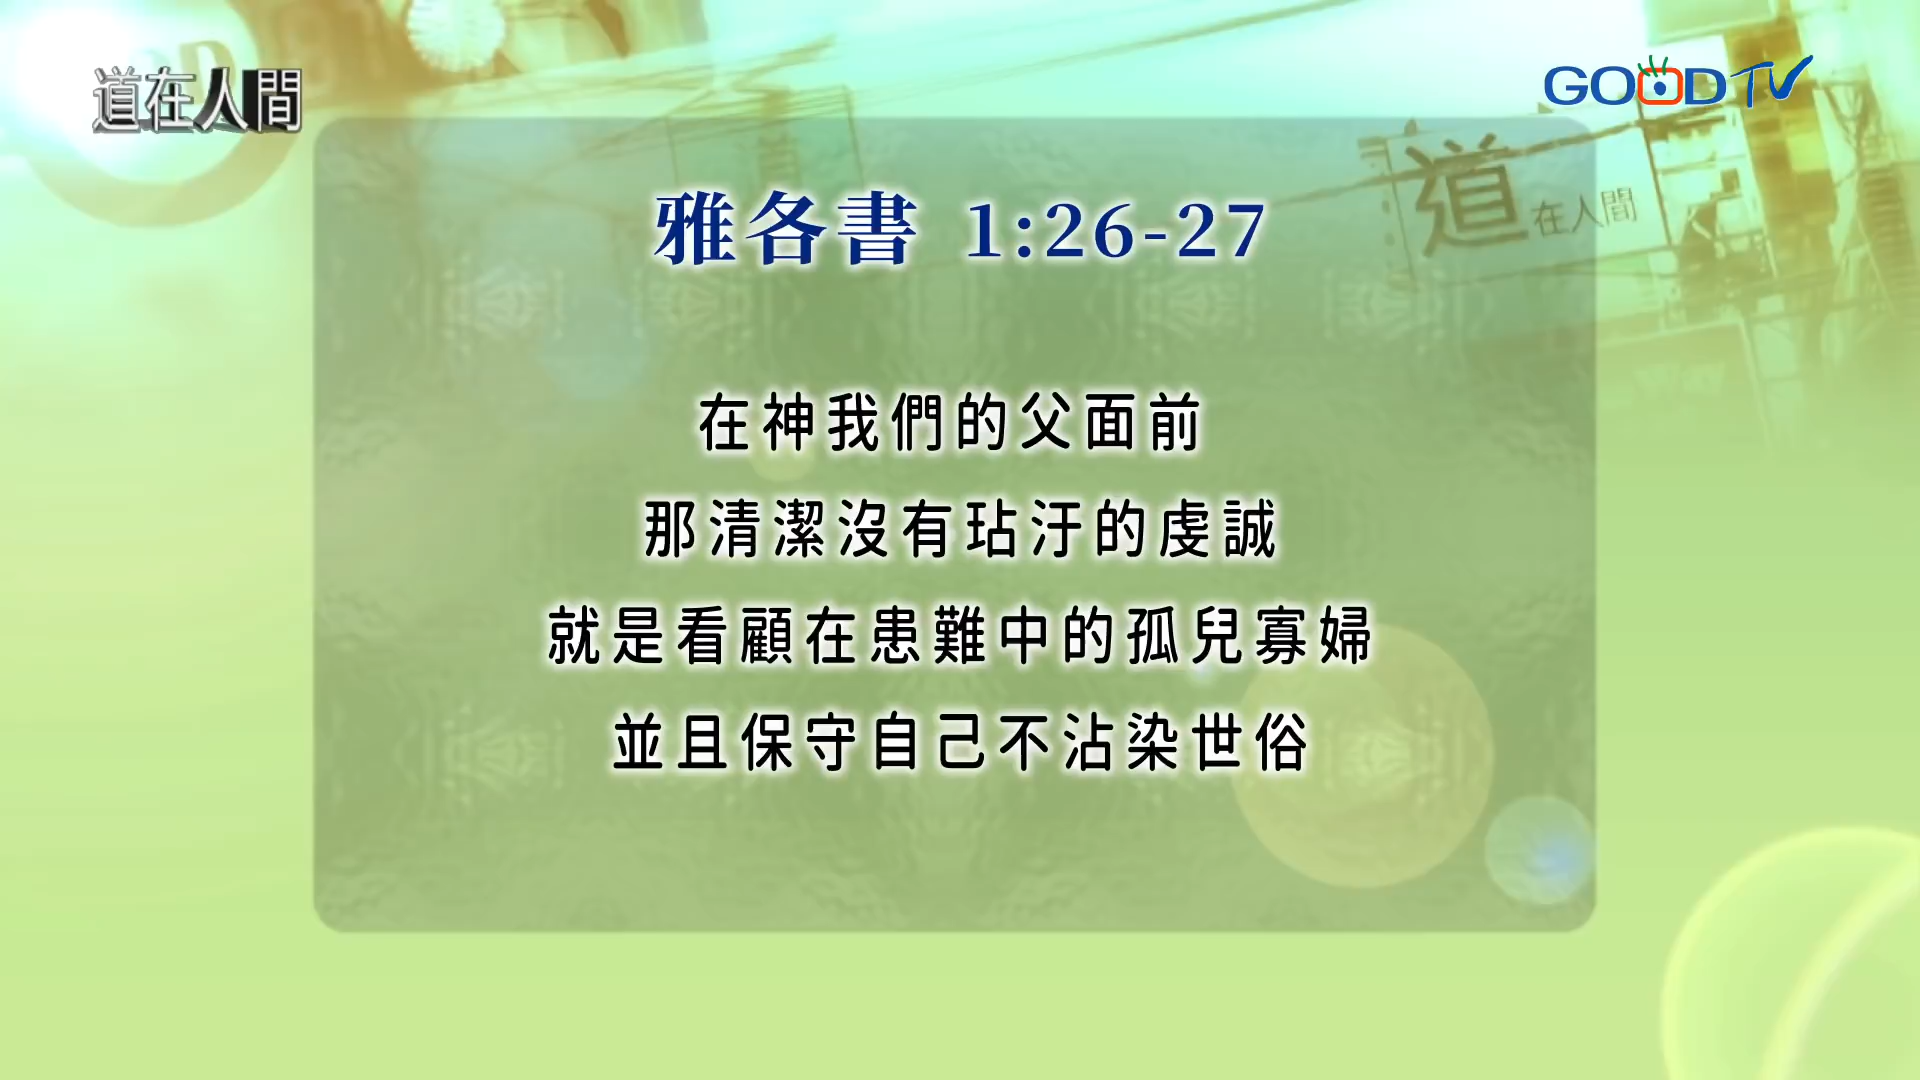 道在人間
GOODTV
道在人間
雅各書 1:26-27
在神我們的父面前
那清潔沒有玷汙的虔誠
就是看顧在患難中的孤兒寡婦
並且保守自己不沾染世俗